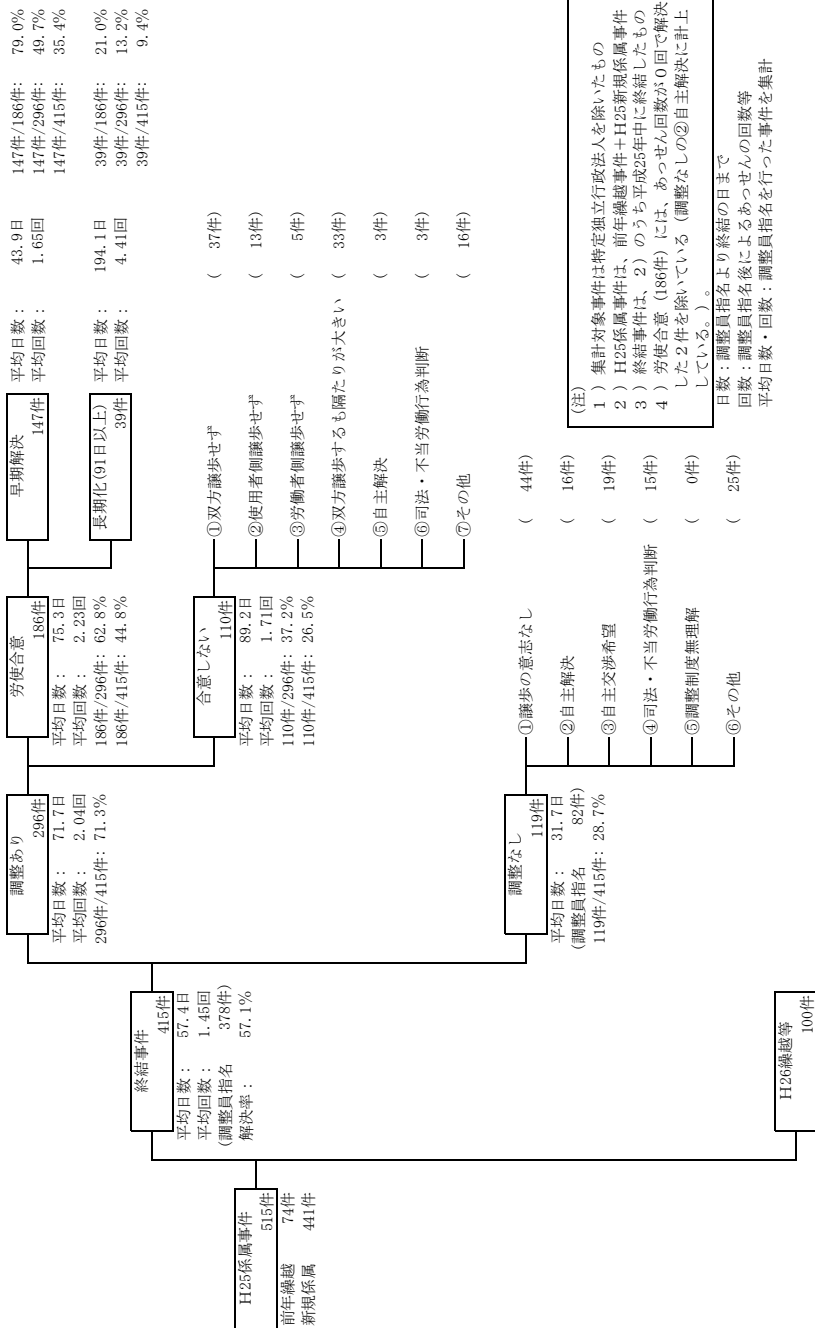 H25係属事件
515件
前年繰越 74件
新規係属 441件
終結事件
415件
平均日数： 57.4日
平均回数： 1.45回
(調整員指名 378件)
解決率： 57.1%
H26繰越等
100件
調整あり
296件
平均日数： 71.7日
平均回数： 2.04回
296件/415件: 71.3%
調整なし
119件
平均日数： 31.7日
(調整員指名 82件)
119件/415件: 28.7%
労使合意
186件
平均日数： 75.3日
平均回数： 2.23回
186件/296件: 62.8%
186件/415件: 44.8%
合意しない
110件
平均日数： 89.2日
平均回数： 1.71回
110件/296件: 37.2%
110件/415件: 26.5%
早期解決
147件
平均日数： 43.9日
平均回数： 1.65回
147件/186件: 79.0%
147件/296件: 49.7%
147件/415件: 35.4%
長期化(91日以上)
39件
平均日数： 194.1日
平均回数： 4.41回
39件/186件: 21.0%
39件/296件: 13.2%
39件/415件: 9.4%
①双方譲歩せず ( 37件)
②使用者側譲歩せず ( 13件)
③労働者側譲歩せず ( 5件)
④双方譲歩するも隔たりが大きい ( 33件)
⑤自主解決 ( 3件)
⑥司法・不当労働行為判断 ( 3件)
⑦その他 ( 16件)
①譲歩の意志なし ( 44件)
②自主解決 ( 16件)
③自主交渉希望 ( 19件)
④司法・不当労働行為判断 ( 15件)
⑤調整制度無理解 ( 0件)
⑥その他 ( 25件)
(注)
1）集計対象事件は特定独立行政法人を除いたもの
2）H25係属事件は、前年繰越事件＋H25新規係属事件
3）終結事件は、2）のうち平成25年中に終結したもの
4）労使合意（186件）には、あっせん回数が０回で解決
した２件を除いている（調整なしの②自主解決に計上
している。）。
日数：調整員指名より終結の日まで
回数：調整員指名後によるあっせんの回数等
平均日数・回数：調整員指名を行った事件を集計